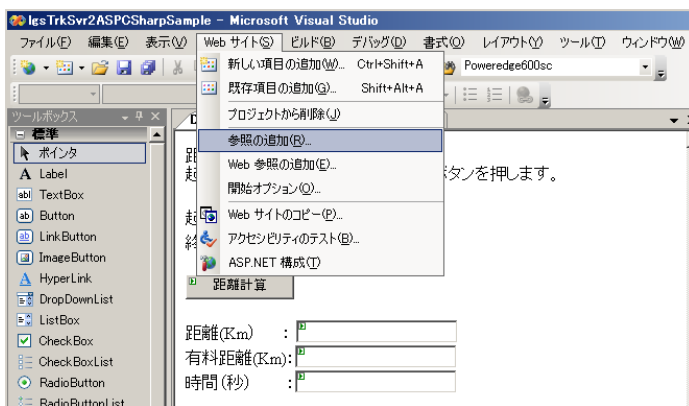 IgsTrkSvr2ASPCSharpSample - Microsoft Visual Studio
ファイル(F) 編集(E) 表示(V) Web サイト(S) ビルド(B) デバッグ(D) 書式(O) レイアウト(Y) ツール(T) ウィンドウ(W)
新しい項目の追加(W)... Ctrl+Shift+A
Poweredge600sc
既存項目の追加(G)... Shift+Alt+A
プロジェクトから削除(J)
参照の追加(R)...
Web 参照の追加(E)...
開始オプション(O)...
Web サイトのコピー(P)...
アクセシビリティのテスト(B)...
ASP.NET 構成(T)
ツールボックス
標準
ポインタ
A Label
abl TextBox
ab Button
ab LinkButton
ImageButton
A HyperLink
DropDownList
ListBox
CheckBox
CheckBoxList
RadioButton
RadioButtonList
タンを押します。
距離計算
距離(Km) :
有料距離(Km):
時間(秒) :